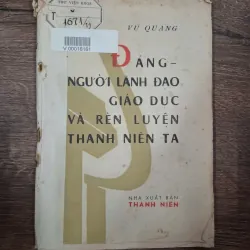 VŨ QUANG
V00018161
ĐẢNG –
NGƯỜI LÃNH ĐẠO
GIÁO DỤC
VÀ RÈN LUYỆN
THANH NIÊN TA
NHÀ XUẤT BẢN
THANH NIÊN